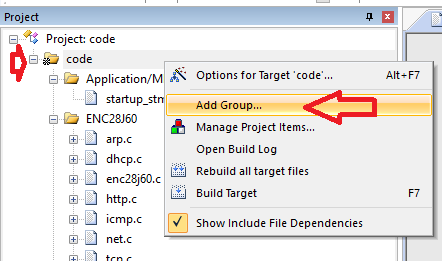 Project
Project: code
code
Application/M
startup_stm
ENC28J60
arp.c
dhcp.c
enc28j60.c
http.c
icmp.c
net.c
tcp.c
Options for Target 'code'... Alt+F7
Add Group...
Manage Project Items...
Open Build Log
Rebuild all target files
Build Target F7
Show Include File Dependencies